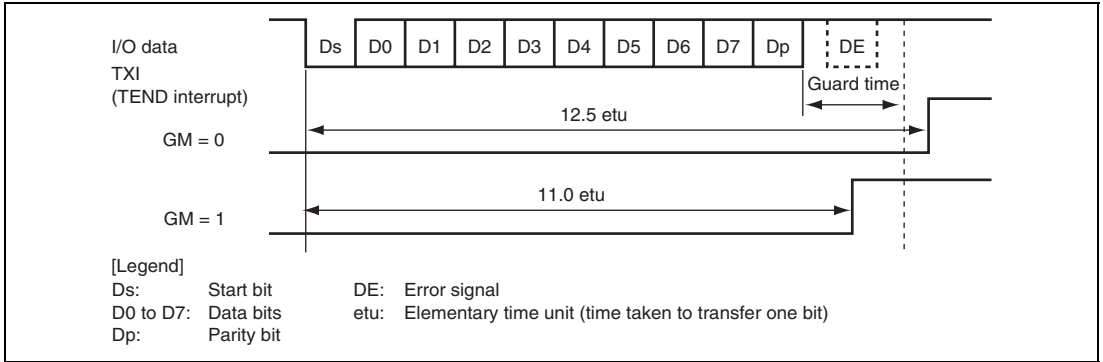 I/O data
Ds D0 D1 D2 D3 D4 D5 D6 D7 Dp DE
TXI
(TEND interrupt)
Guard time
12.5 etu
GM = 0
11.0 etu
GM = 1
[Legend]
Ds: Start bit DE: Error signal
D0 to D7: Data bits etu: Elementary time unit (time taken to transfer one bit)
Dp: Parity bit